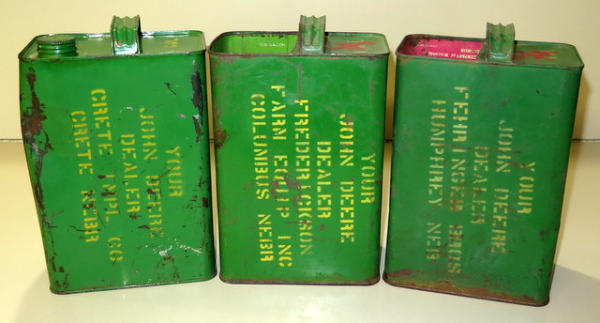 YOUR
JOHN DEERE
DEALER
CRETE IMPL CO
CRETE NEBR
YOUR
JOHN DEERE
DEALER
FREDERICKSON
FARM EQUIP INC
COLUMBUS NEBR
YOUR
JOHN DEERE
DEALER
FEHRINGER BROS
HUMPHREY NEB